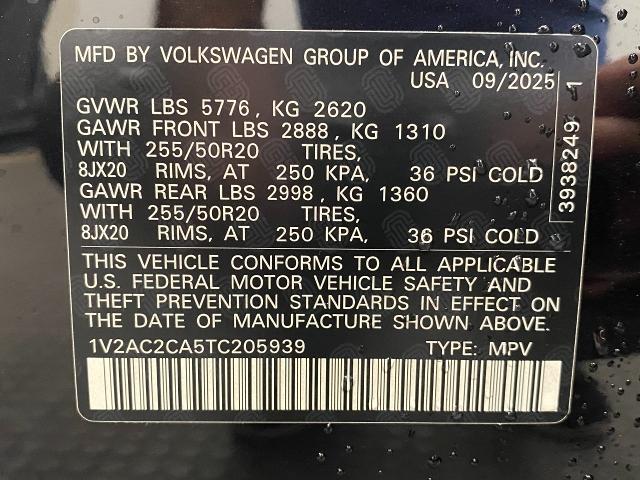 MFD BY VOLKSWAGEN GROUP OF AMERICA, INC.
USA 09/2025
GVWR LBS 5776, KG 2620
GAWR FRONT LBS 2888, KG 1310
WITH 255/50R20 TIRES,
8JX20 RIMS, AT 250 KPA, 36 PSI COLD
GAWR REAR LBS 2998, KG 1360
WITH 255/50R20 TIRES,
8JX20 RIMS, AT 250 KPA, 36 PSI COLD
THIS VEHICLE CONFORMS TO ALL APPLICABLE
U.S. FEDERAL MOTOR VEHICLE SAFETY AND
THEFT PREVENTION STANDARDS IN EFFECT ON
THE DATE OF MANUFACTURE SHOWN ABOVE.
1V2AC2CA5TC205939 TYPE: MPV
3938249 1